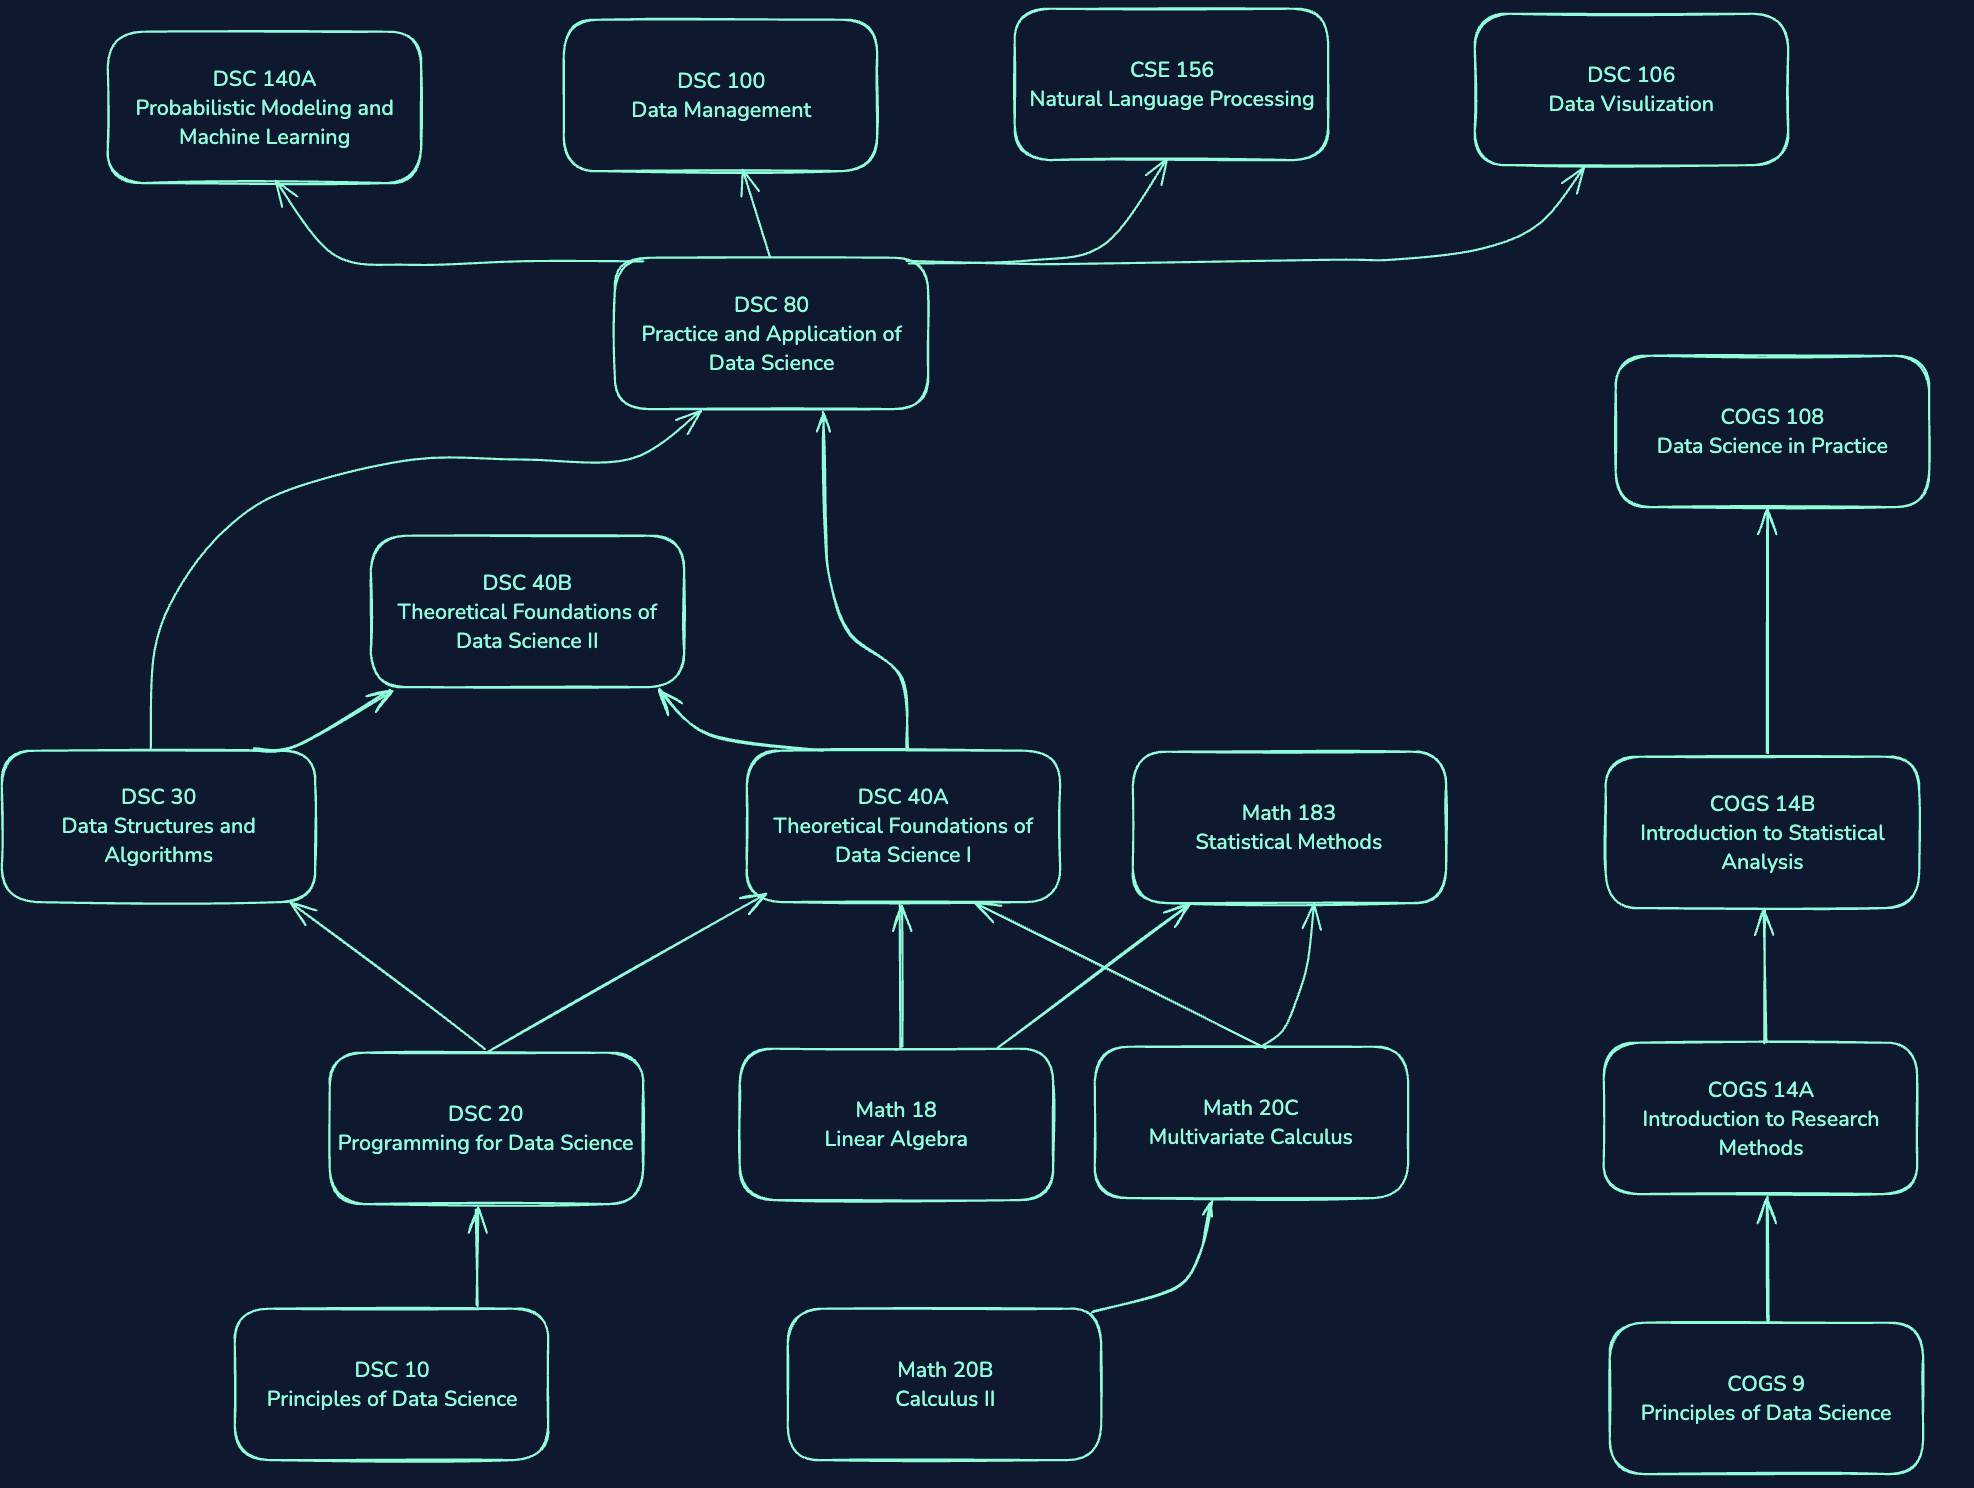 DSC 140A
Probabilistic Modeling and
Machine Learning
DSC 100
Data Management
CSE 156
Natural Language Processing
DSC 106
Data Visulization
DSC 80
Practice and Application of
Data Science
COGS 108
Data Science in Practice
DSC 40B
Theoretical Foundations of
Data Science II
DSC 30
Data Structures and
Algorithms
DSC 40A
Theoretical Foundations of
Data Science I
Math 183
Statistical Methods
COGS 14B
Introduction to Statistical
Analysis
DSC 20
Programming for Data Science
Math 18
Linear Algebra
Math 20C
Multivariate Calculus
COGS 14A
Introduction to Research
Methods
DSC 10
Principles of Data Science
Math 20B
Calculus II
COGS 9
Principles of Data Science